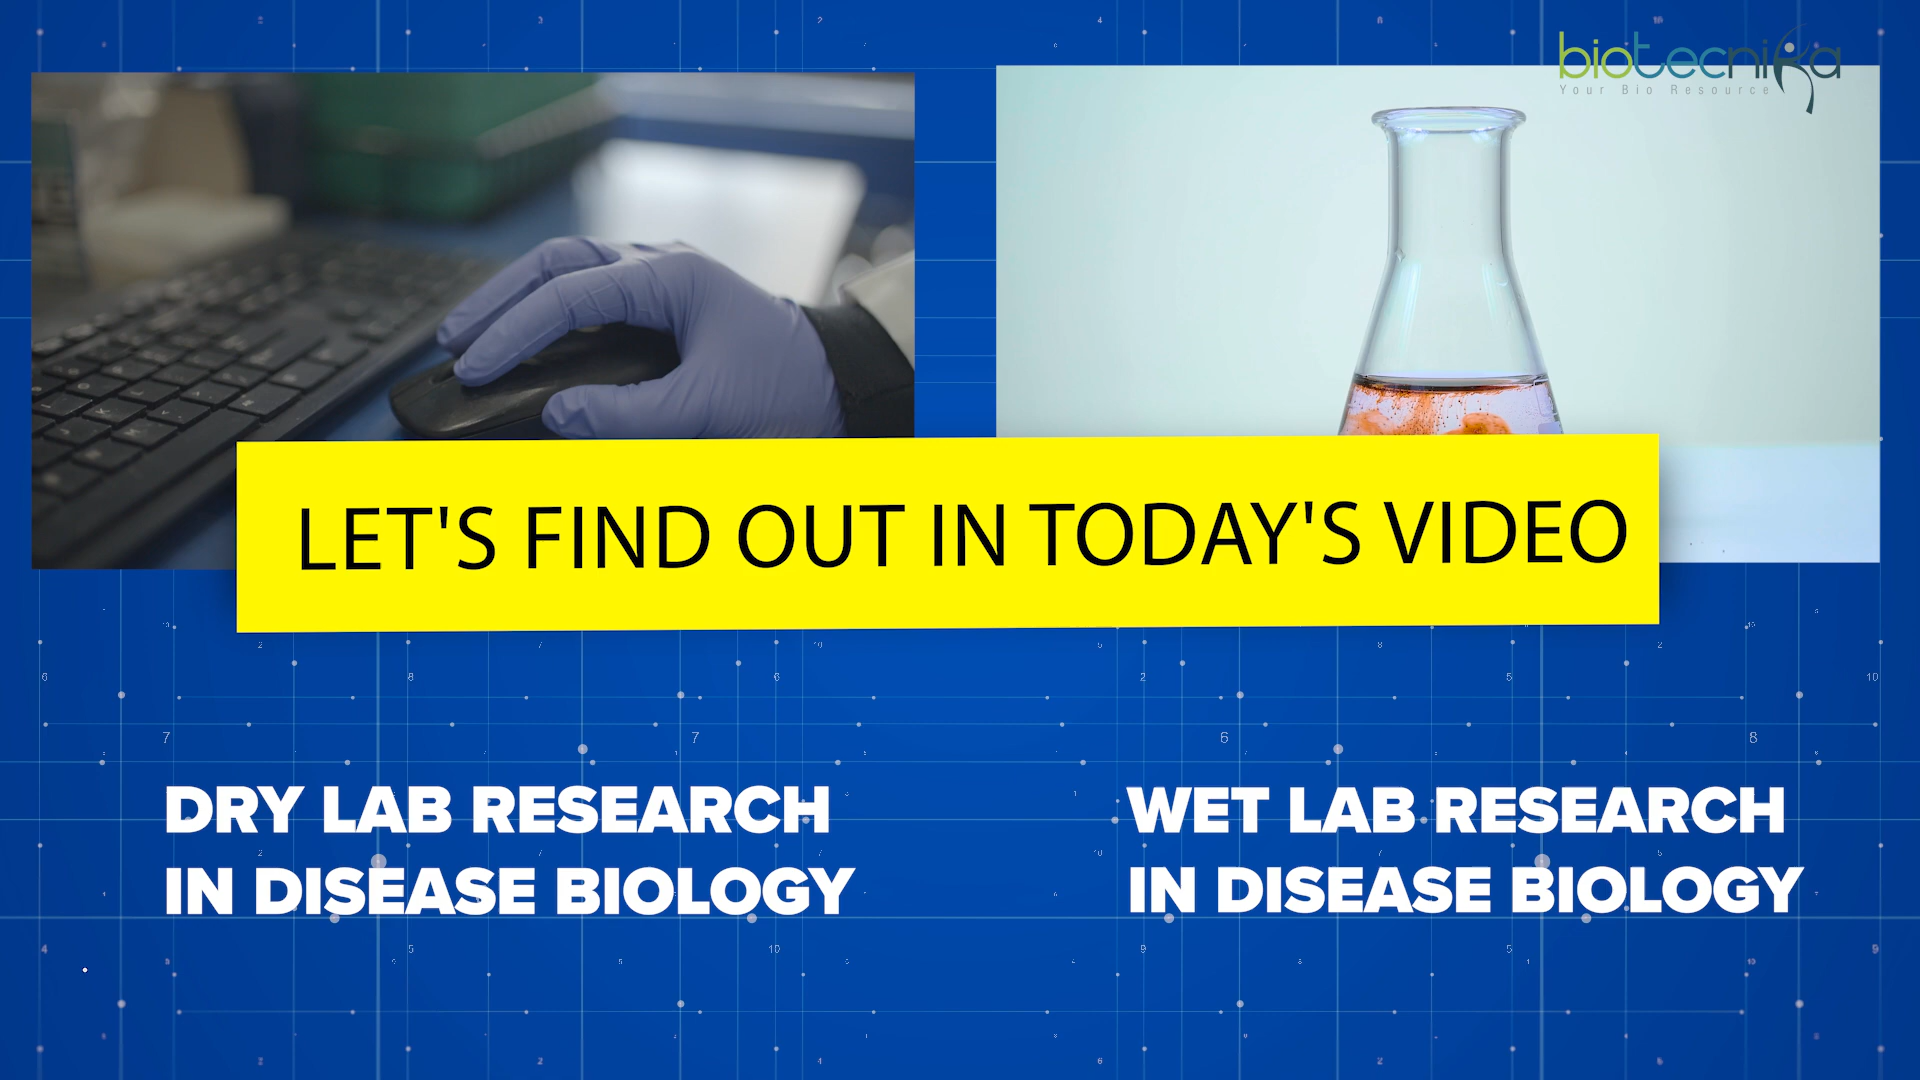 biotecnika
Your Bio Resource
LET'S FIND OUT IN TODAY'S VIDEO
DRY LAB RESEARCH
IN DISEASE BIOLOGY
WET LAB RESEARCH
IN DISEASE BIOLOGY